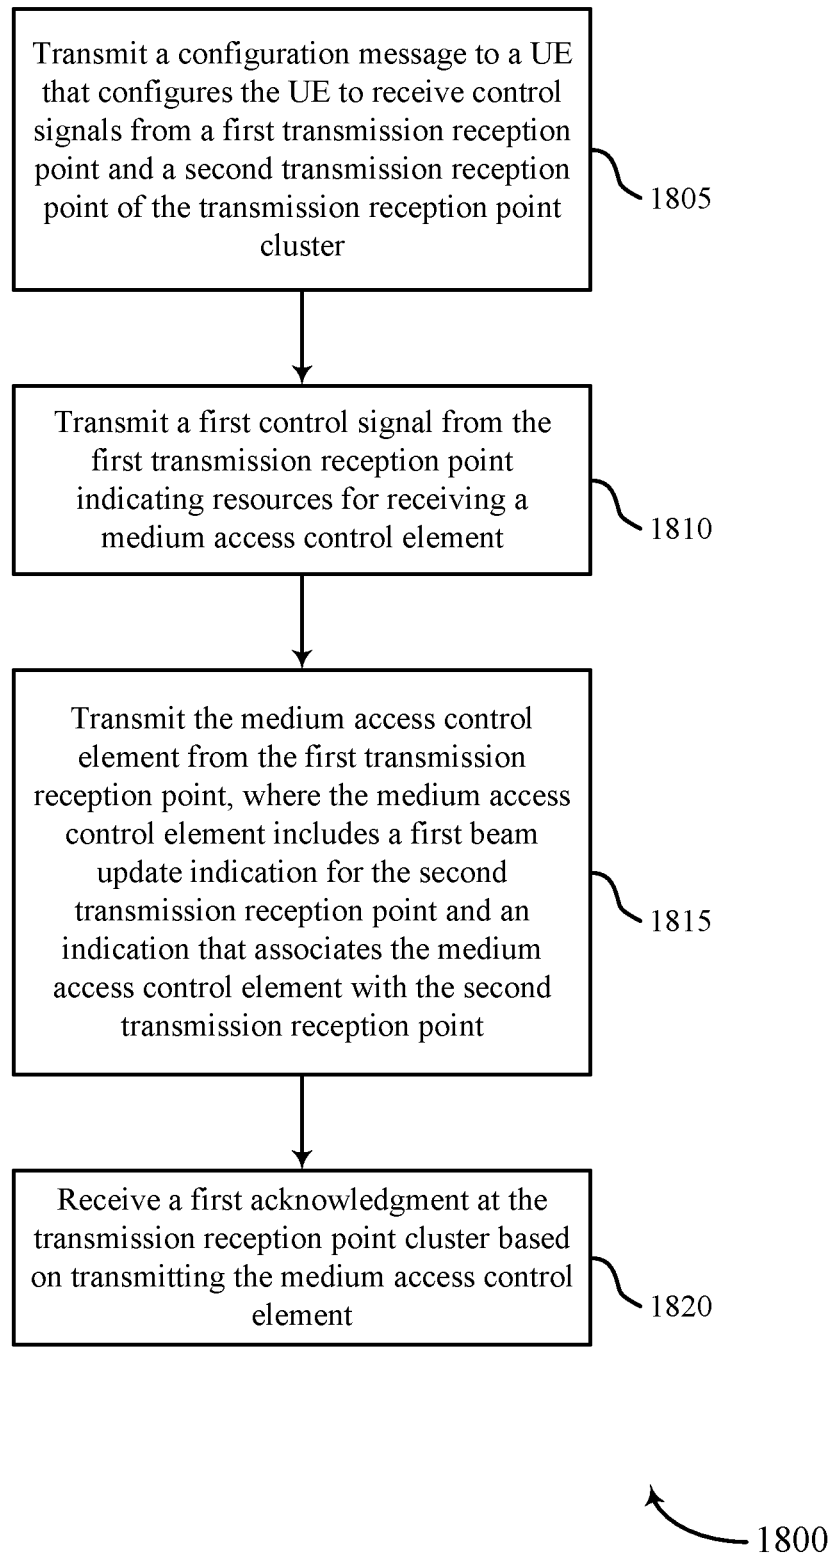 Transmit a configuration message to a UE
that configures the UE to receive control
signals from a first transmission reception
point and a second transmission reception
point of the transmission reception point
cluster
1805
Transmit a first control signal from the
first transmission reception point
indicating resources for receiving a
medium access control element
1810
Transmit the medium access control
element from the first transmission
reception point, where the medium access
control element includes a first beam
update indication for the second
transmission reception point and an
indication that associates the medium
access control element with the second
transmission reception point
1815
Receive a first acknowledgment at the
transmission reception point cluster based
on transmitting the medium access control
element
1820
1800